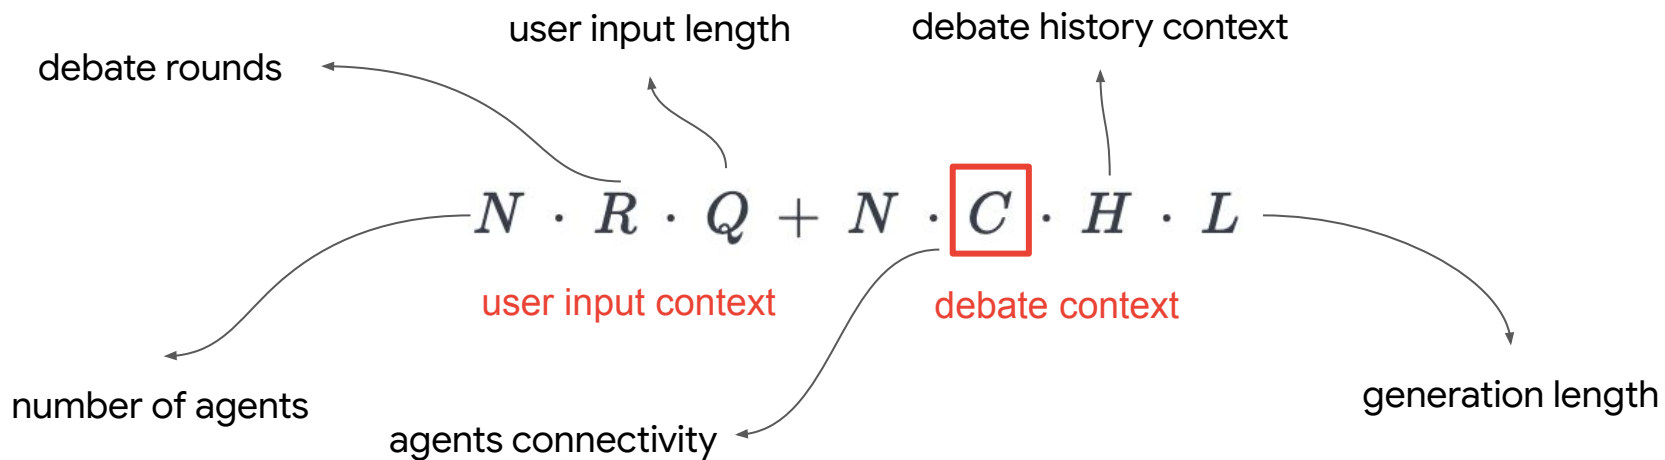 user input length
debate history context
debate rounds
N · R · Q + N · C · H · L
user input context
debate context
number of agents
agents connectivity
generation length